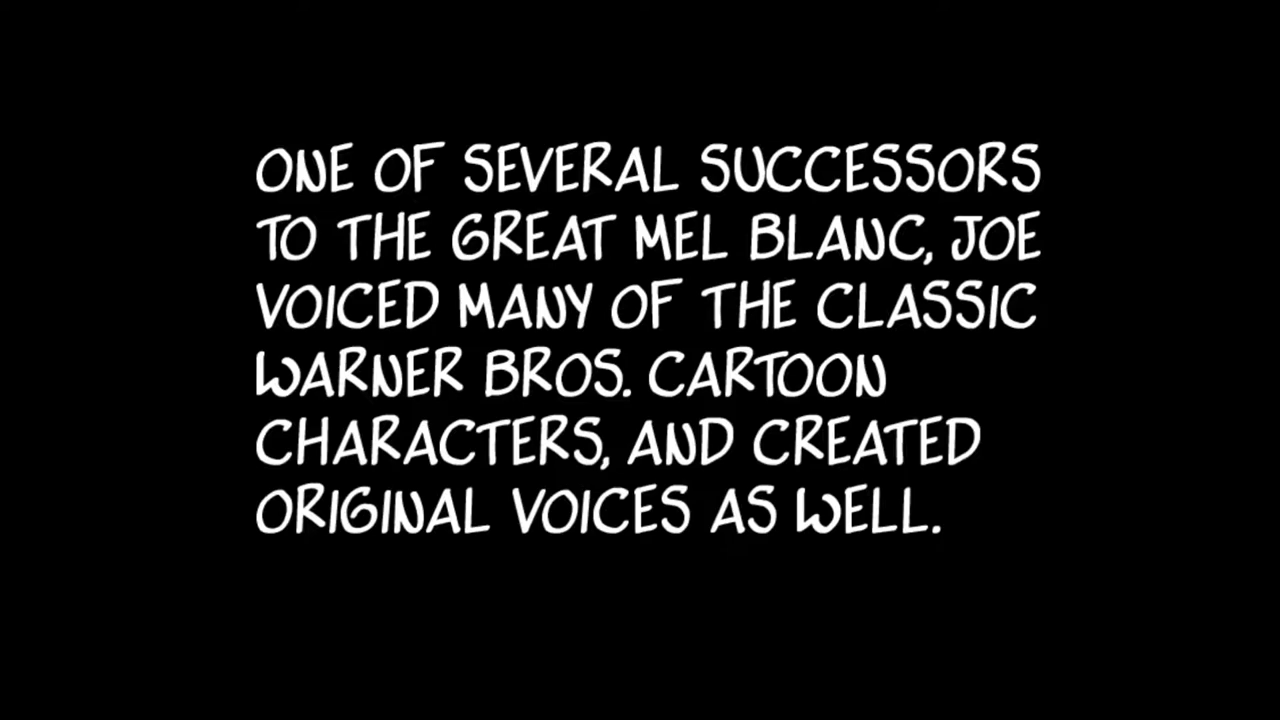 ONE OF SEVERAL SUCCESSORS
TO THE GREAT MEL BLANC, JOE
VOICED MANY OF THE CLASSIC
WARNER BROS. CARTOON
CHARACTERS, AND CREATED
ORIGINAL VOICES AS WELL.